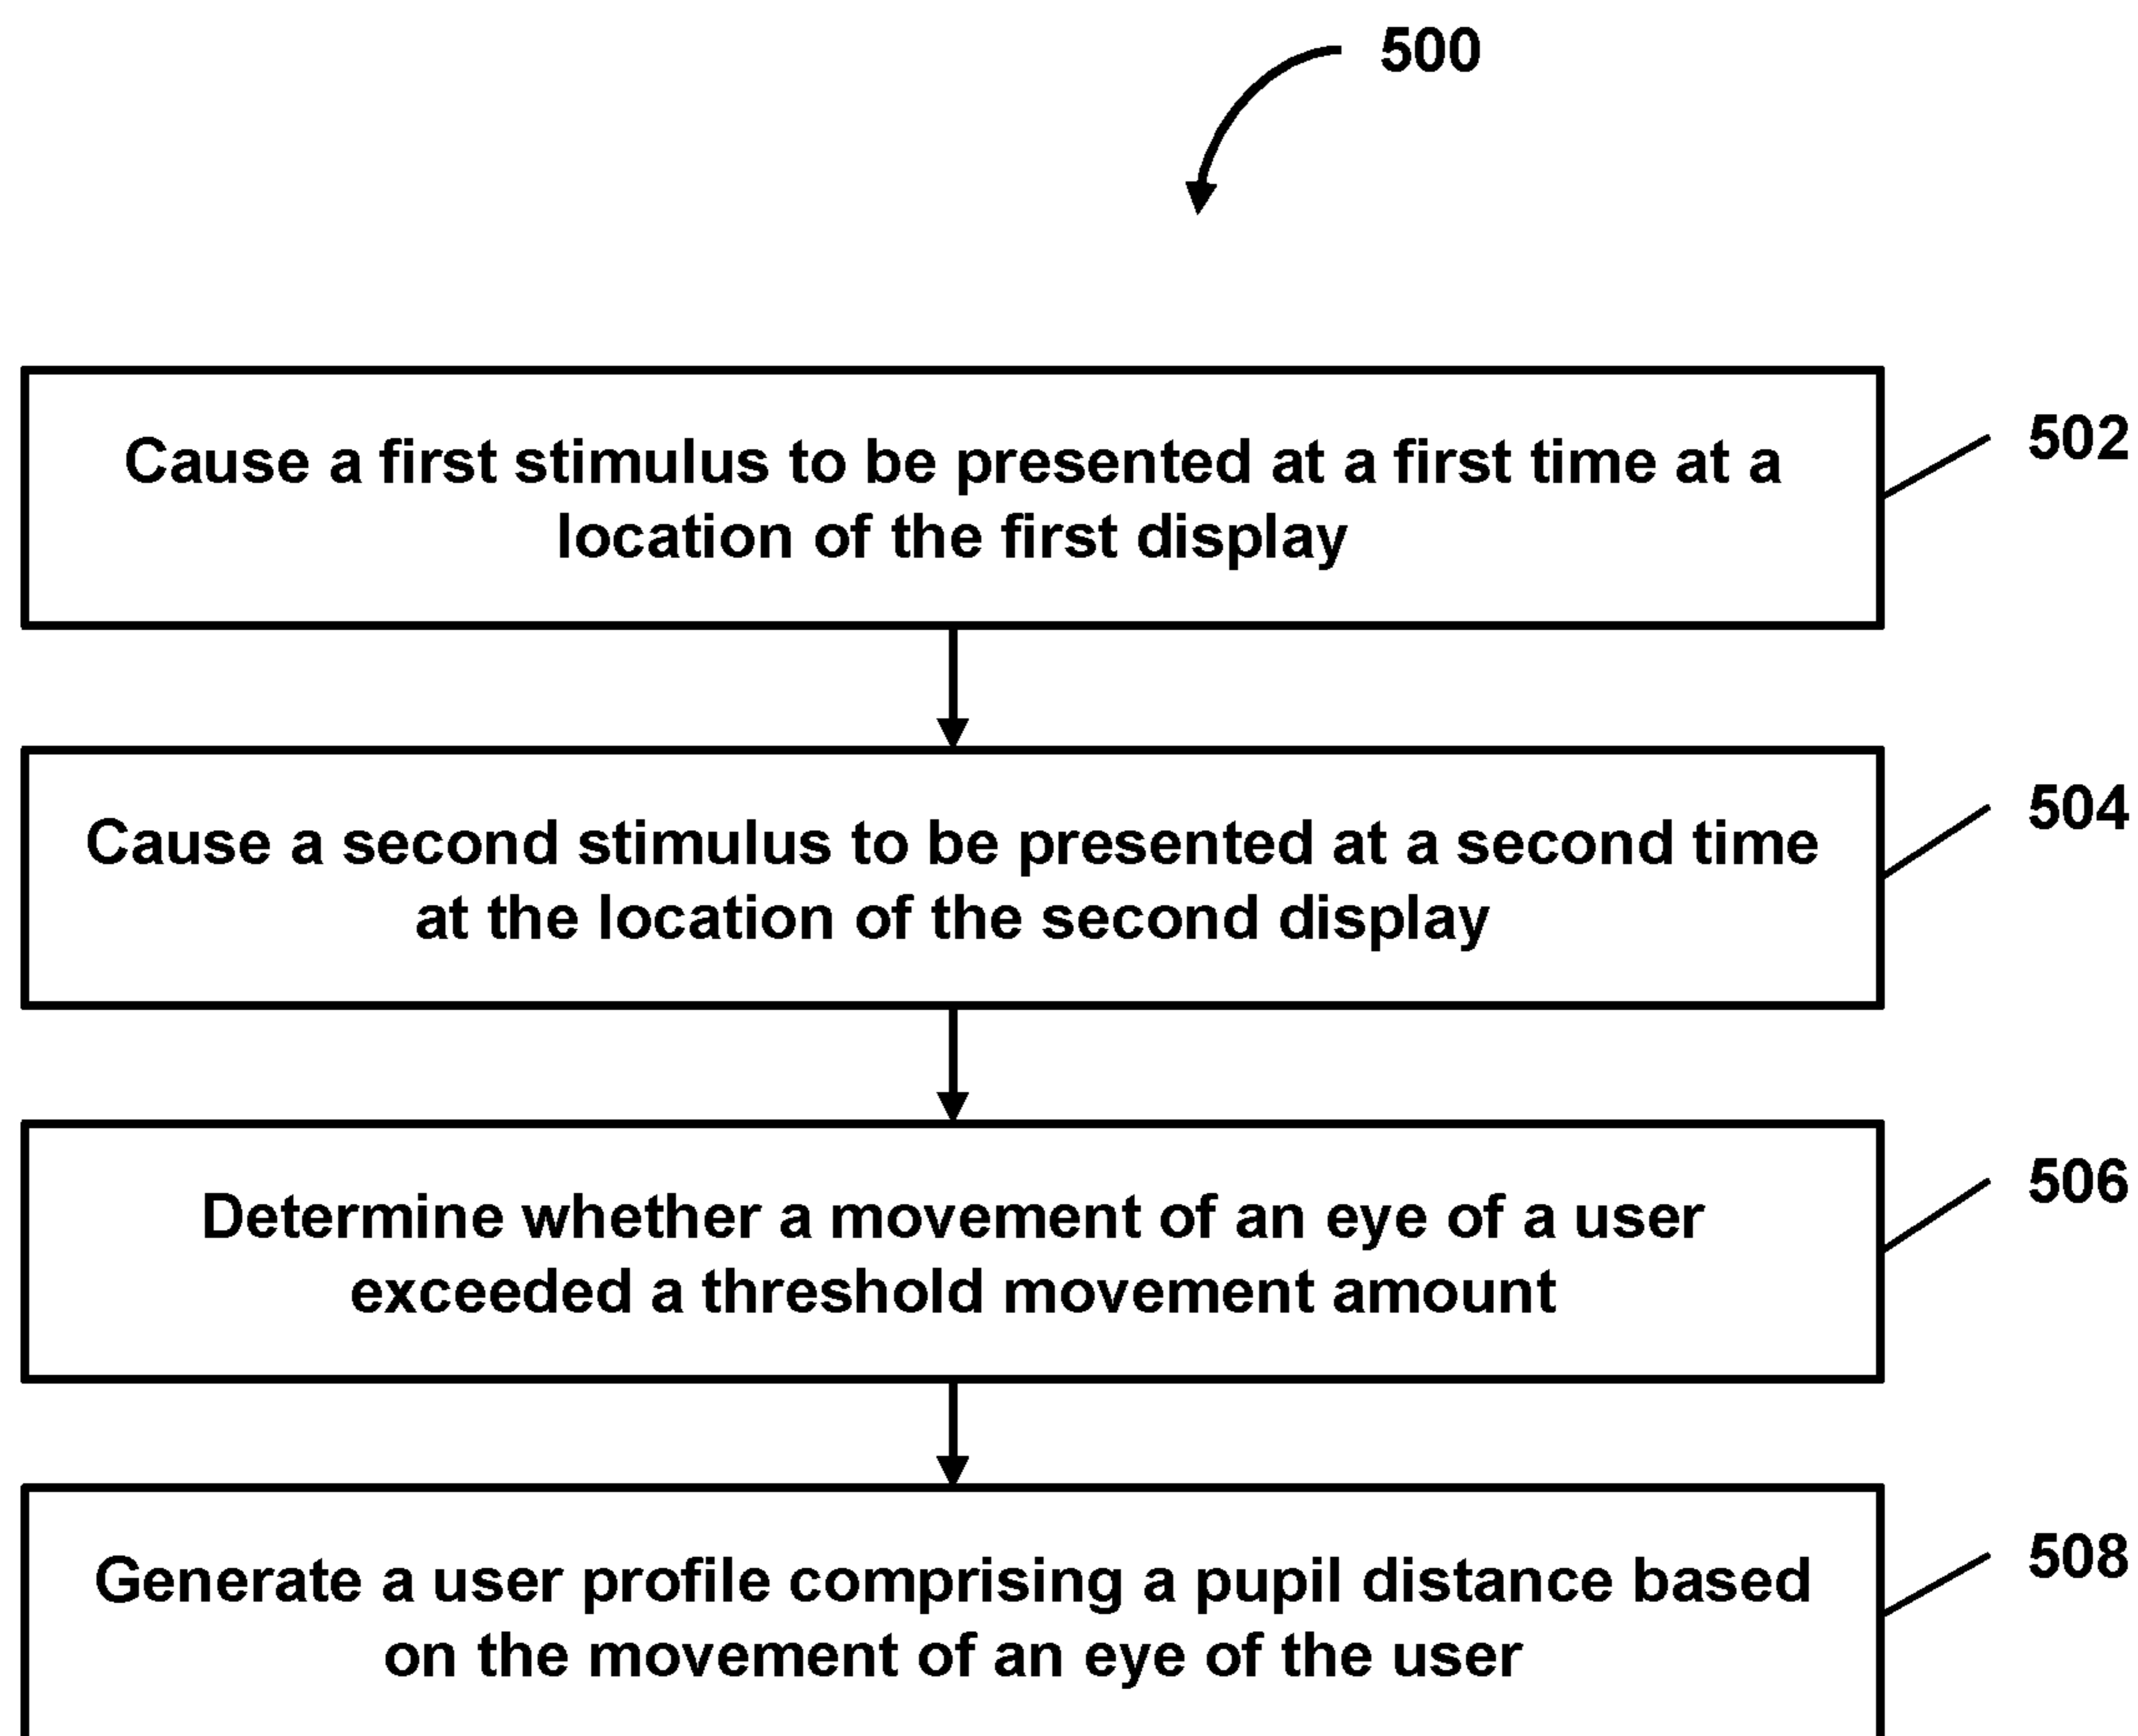 500
Cause a first stimulus to be presented at a first time at a
location of the first display
502
Cause a second stimulus to be presented at a second time
at the location of the second display
504
Determine whether a movement of an eye of a user
exceeded a threshold movement amount
506
Generate a user profile comprising a pupil distance based
on the movement of an eye of the user
508